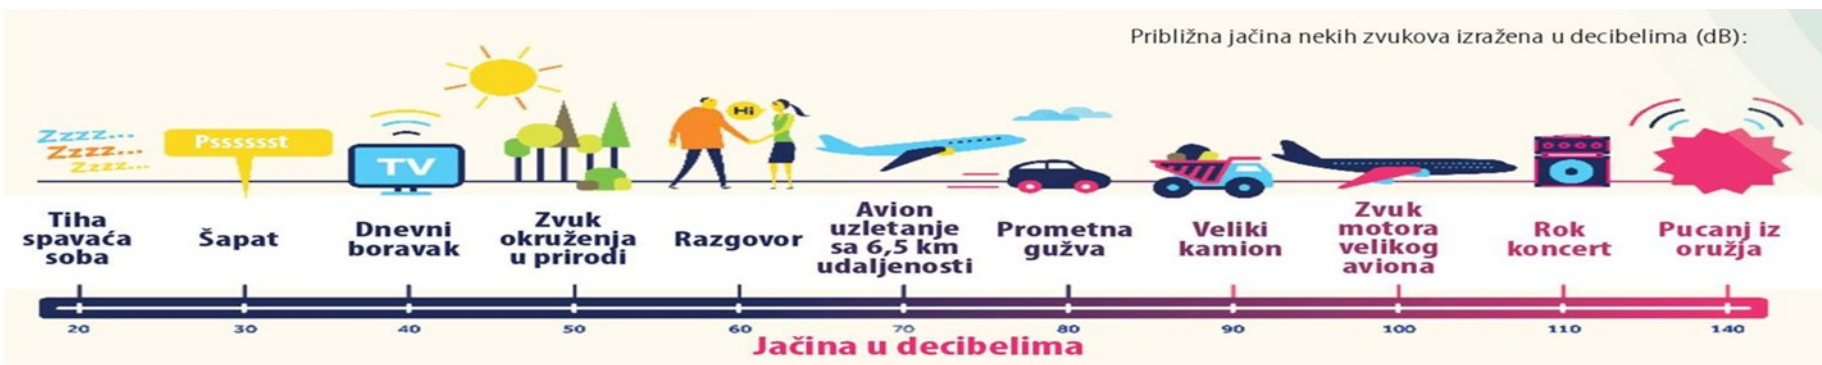 Približna jačina nekih zvukova izražena u decibelima (dB):
Zzzz...
Zzzz...
Zzzz...
Psssssst
TV
Hi
Tiha
spavaća
soba
Šapat
Dnevni
boravak
Zvuk
okruženja
u prirodi
Razgovor
Avion
uzletanje
sa 6,5 km
udaljenosti
Prometna
gužva
Veliki
kamion
Zvuk
motora
velikog
aviona
Rok
koncert
Pucanj iz
oružja
20 30 40 50 60 70 80 90 100 110 140
Jačina u decibelima